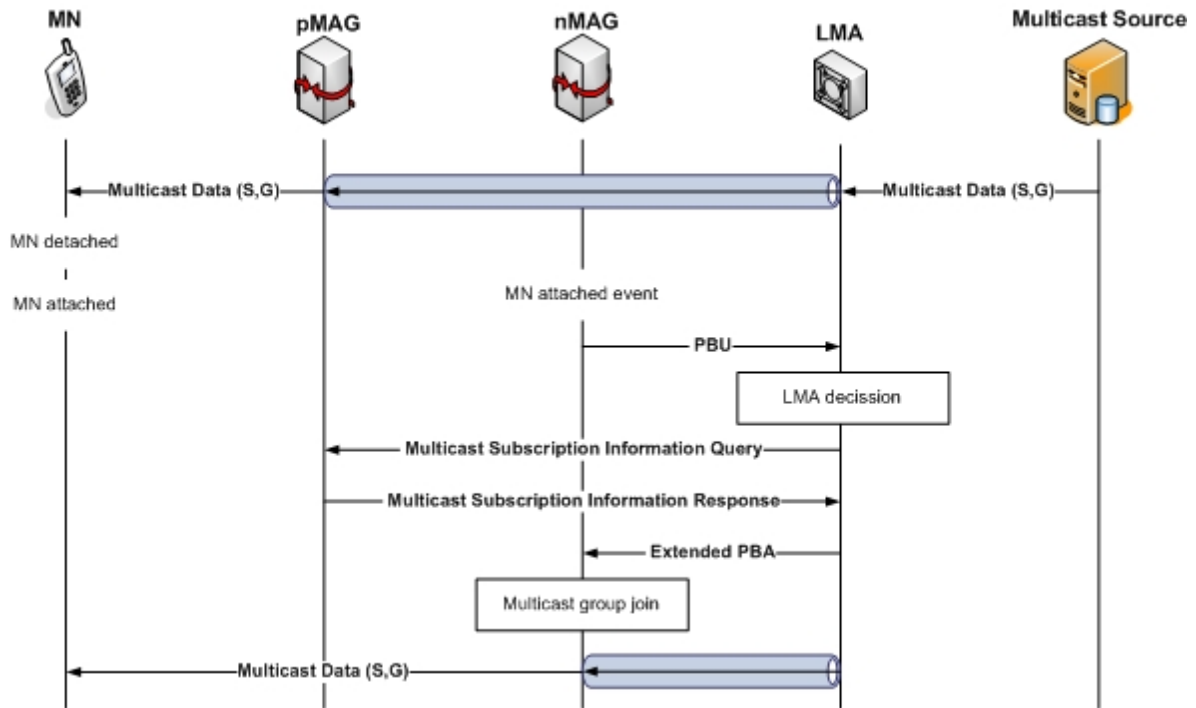 MN
pMAG
nMAG
LMA
Multicast Source
Multicast Data (S,G)
Multicast Data (S,G)
MN detached
MN attached
MN attached event
PBU
LMA decission
Multicast Subscription Information Query
Multicast Subscription Information Response
Extended PBA
Multicast group join
Multicast Data (S,G)